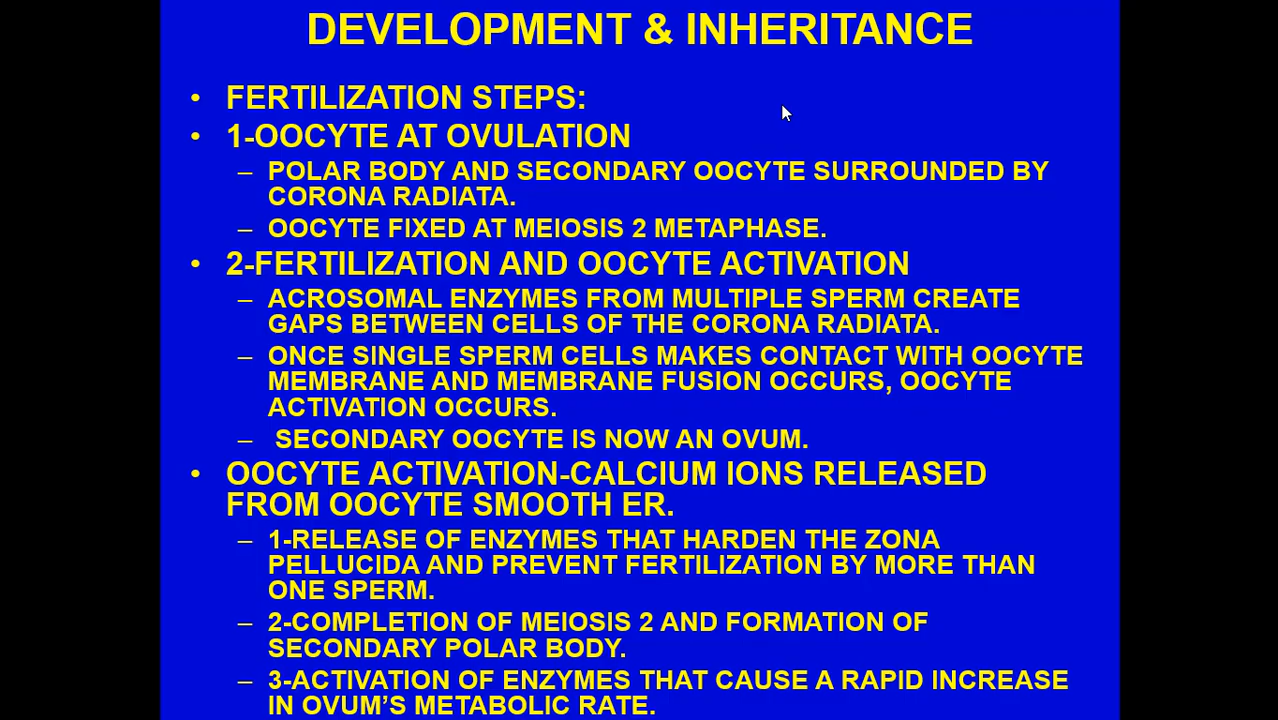 DEVELOPMENT & INHERITANCE
• FERTILIZATION STEPS:
• 1-OOCYTE AT OVULATION
– POLAR BODY AND SECONDARY OOCYTE SURROUNDED BY
CORONA RADIATA.
– OOCYTE FIXED AT MEIOSIS 2 METAPHASE.
• 2-FERTILIZATION AND OOCYTE ACTIVATION
– ACROSOMAL ENZYMES FROM MULTIPLE SPERM CREATE
GAPS BETWEEN CELLS OF THE CORONA RADIATA.
– ONCE SINGLE SPERM CELLS MAKES CONTACT WITH OOCYTE
MEMBRANE AND MEMBRANE FUSION OCCURS, OOCYTE
ACTIVATION OCCURS.
– SECONDARY OOCYTE IS NOW AN OVUM.
• OOCYTE ACTIVATION-CALCIUM IONS RELEASED
FROM OOCYTE SMOOTH ER.
– 1-RELEASE OF ENZYMES THAT HARDEN THE ZONA
PELLUCIDA AND PREVENT FERTILIZATION BY MORE THAN
ONE SPERM.
– 2-COMPLETION OF MEIOSIS 2 AND FORMATION OF
SECONDARY POLAR BODY.
– 3-ACTIVATION OF ENZYMES THAT CAUSE A RAPID INCREASE
IN OVUM’S METABOLIC RATE.